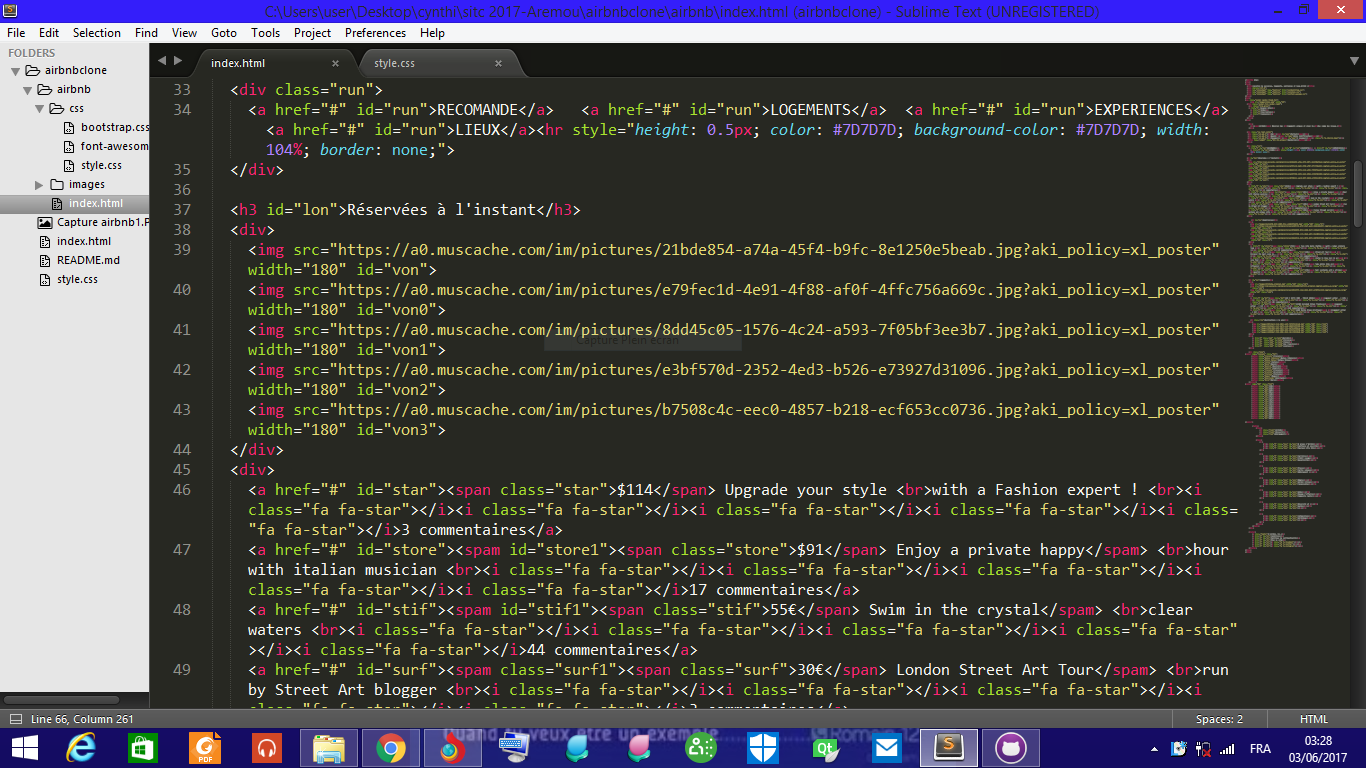 C:\Users\user\Desktop\cynthi\sitc 2017-Aremou\airbnbclone\airbnb\index.html (airbnbclone) - Sublime Text (UNREGISTERED)
File Edit Selection Find View Goto Tools Project Preferences Help
FOLDERS
airbnbclone
airbnb
css
bootstrap.css
font-awesom
style.css
images
index.html
Capture airbnb1.P
index.html
README.md
style.css
index.html × style.css ×
33 <div class="run">
34 <a href="#" id="run">RECOMANDE</a> <a href="#" id="run">LOGEMENTS</a> <a href="#" id="run">EXPERIENCES</a>
<a href="#" id="run">LIEUX</a><hr style="height: 0.5px; color: #7D7D7D; background-color: #7D7D7D; width:
104%; border: none;">
35 </div>
36
37 <h3 id="lon">Réservées à l'instant</h3>
38 <div>
39 <img src="https://a0.muscache.com/im/pictures/21bde854-a74a-45f4-b9fc-8e1250e5beab.jpg?aki_policy=xl_poster"
width="180" id="von">
40 <img src="https://a0.muscache.com/im/pictures/e79fec1d-4e91-4f88-af0f-4ffc756a669c.jpg?aki_policy=xl_poster"
width="180" id="von0">
41 <img src="https://a0.muscache.com/im/pictures/8dd45c05-1576-4c24-a593-7f05bf3ee3b7.jpg?aki_policy=xl_poster"
Capture Plein écran
width="180" id="von1">
42 <img src="https://a0.muscache.com/im/pictures/e3bf570d-2352-4ed3-b526-e73927d31096.jpg?aki_policy=xl_poster"
width="180" id="von2">
43 <img src="https://a0.muscache.com/im/pictures/b7508c4c-eec0-4857-b218-ecf653cc0736.jpg?aki_policy=xl_poster"
width="180" id="von3">
44 </div>
45 <div>
46 <a href="#" id="star"><span class="star">$114</span> Upgrade your style <br>with a Fashion expert ! <br><i
class="fa fa-star"></i><i class="fa fa-star"></i><i class="fa fa-star"></i><i class="fa fa-star"></i><i class=
"fa fa-star"></i>3 commentaires</a>
47 <a href="#" id="store"><spam id="store1"><span class="store">$91</span> Enjoy a private happy</spam> <br>hour
with italian musician <br><i class="fa fa-star"></i><i class="fa fa-star"></i><i class="fa fa-star"></i><i
class="fa fa-star"></i><i class="fa fa-star"></i>17 commentaires</a>
48 <a href="#" id="stif"><spam id="stif1"><span class="stif">55€</span> Swim in the crystal</spam> <br>clear
waters <br><i class="fa fa-star"></i><i class="fa fa-star"></i><i class="fa fa-star"></i><i class="fa fa-star"
></i><i class="fa fa-star"></i>44 commentaires</a>
49 <a href="#" id="surf"><spam class="surf1"><span class="surf">30€</span> London Street Art Tour</spam> <br>run
by Street Art blogger <br><i class="fa fa-star"></i><i class="fa fa-star"></i><i class="fa fa-star"></i><i
class="fa fa-star"></i><i class="fa fa-star"></i>3 commentaires</a>
Line 66, Column 261 Spaces: 2 HTML
PDF
Qt
FRA
03:28
03/06/2017